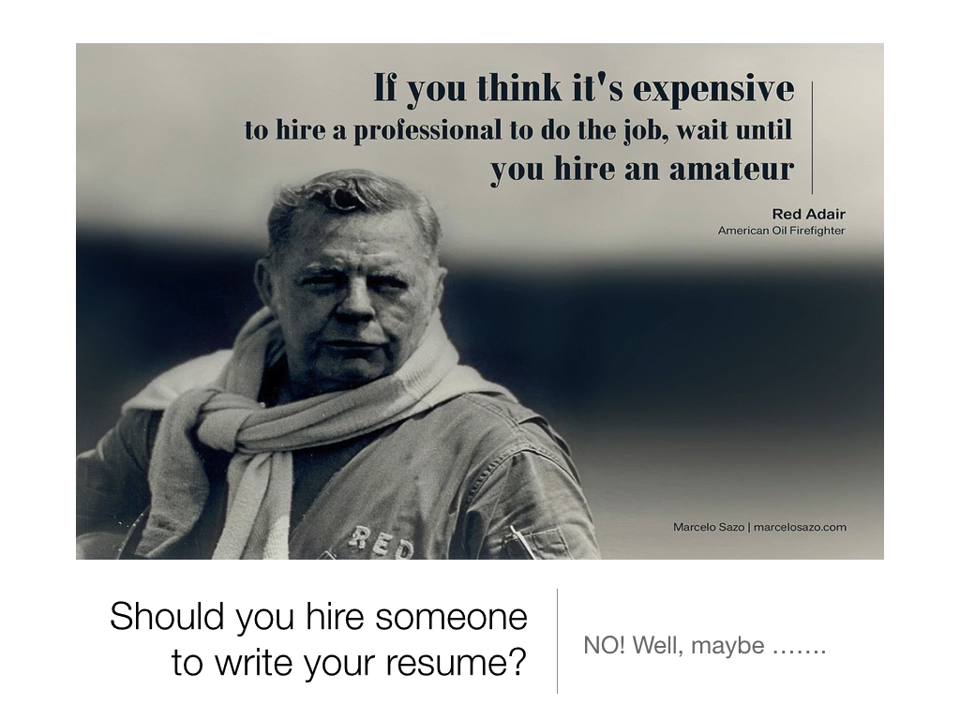 If you think it's expensive
to hire a professional to do the job, wait until
you hire an amateur
Red Adair
American Oil Firefighter
RED
Marcelo Sazo | marcelosazo.com
Should you hire someone
to write your resume?
NO! Well, maybe …….